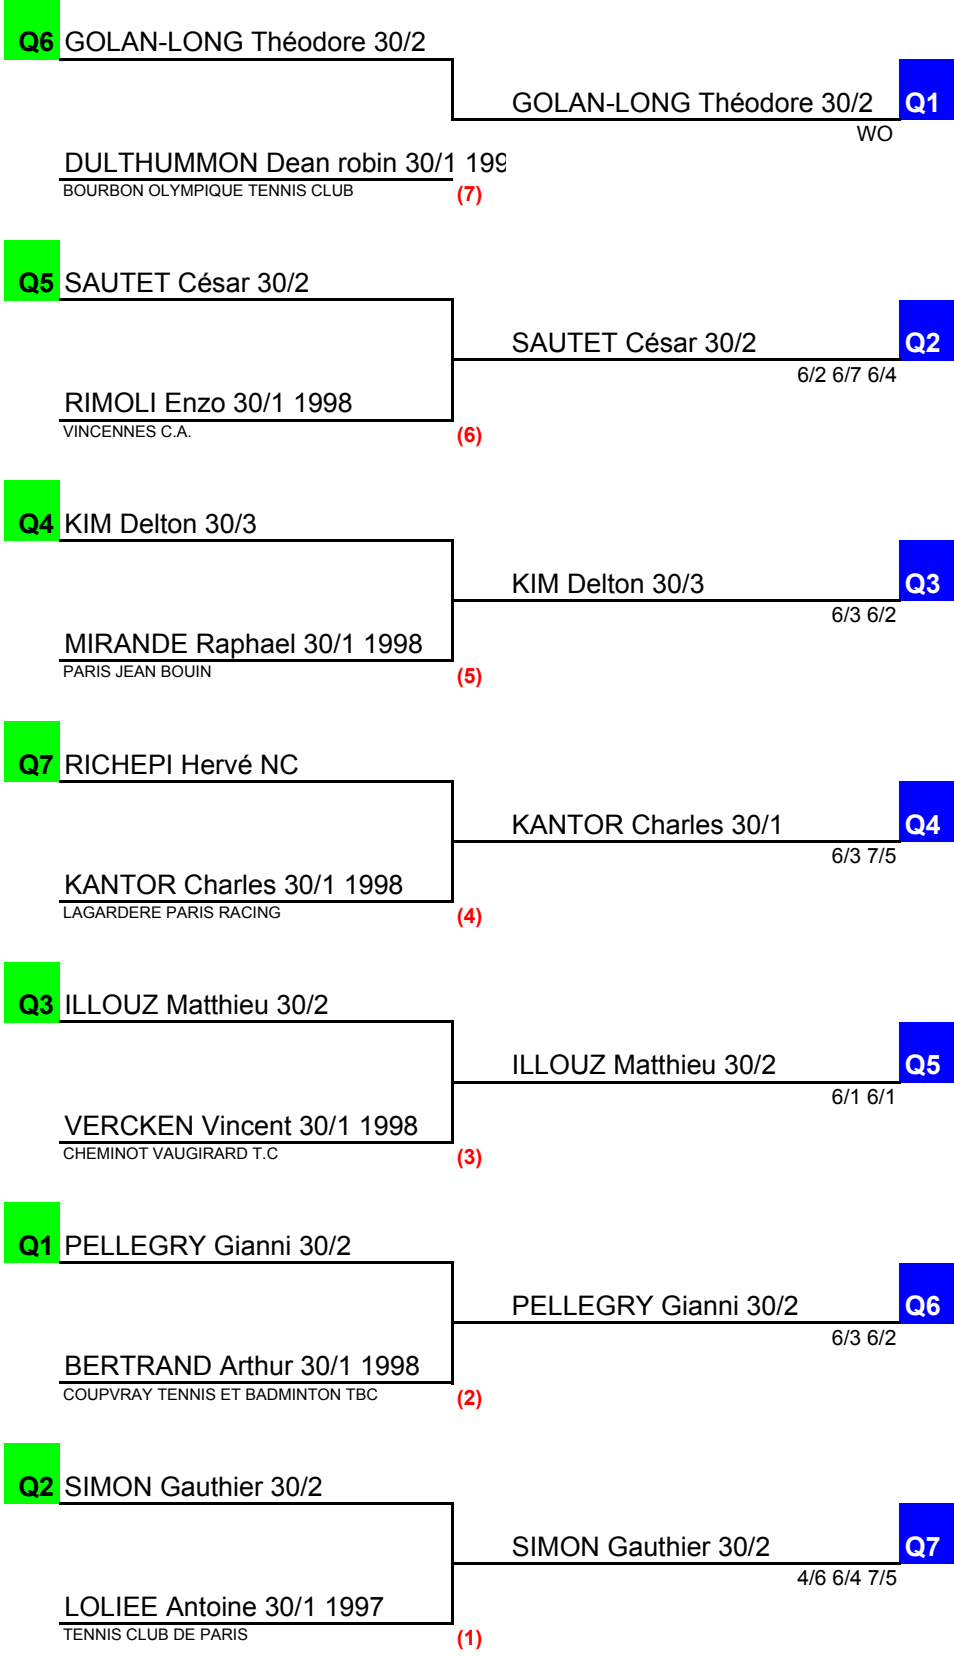 Q6 GOLAN-LONG Théodore 30/2
GOLAN-LONG Théodore 30/2 Q1
WO
DULTHUMMON Dean robin 30/1 199
BOURBON OLYMPIQUE TENNIS CLUB
(7)
Q5 SAUTET César 30/2
SAUTET César 30/2 Q2
6/2 6/7 6/4
RIMOLI Enzo 30/1 1998
VINCENNES C.A.
(6)
Q4 KIM Delton 30/3
KIM Delton 30/3 Q3
6/3 6/2
MIRANDE Raphael 30/1 1998
PARIS JEAN BOUIN
(5)
Q7 RICHEPI Hervé NC
KANTOR Charles 30/1 Q4
6/3 7/5
KANTOR Charles 30/1 1998
LAGARDERE PARIS RACING
(4)
Q3 ILLOUZ Matthieu 30/2
ILLOUZ Matthieu 30/2 Q5
6/1 6/1
VERCKEN Vincent 30/1 1998
CHEMINOT VAUGIRARD T.C
(3)
Q1 PELLEGRY Gianni 30/2
PELLEGRY Gianni 30/2 Q6
6/3 6/2
BERTRAND Arthur 30/1 1998
COUPVRAY TENNIS ET BADMINTON TBC
(2)
Q2 SIMON Gauthier 30/2
SIMON Gauthier 30/2 Q7
4/6 6/4 7/5
LOLIEE Antoine 30/1 1997
TENNIS CLUB DE PARIS
(1)